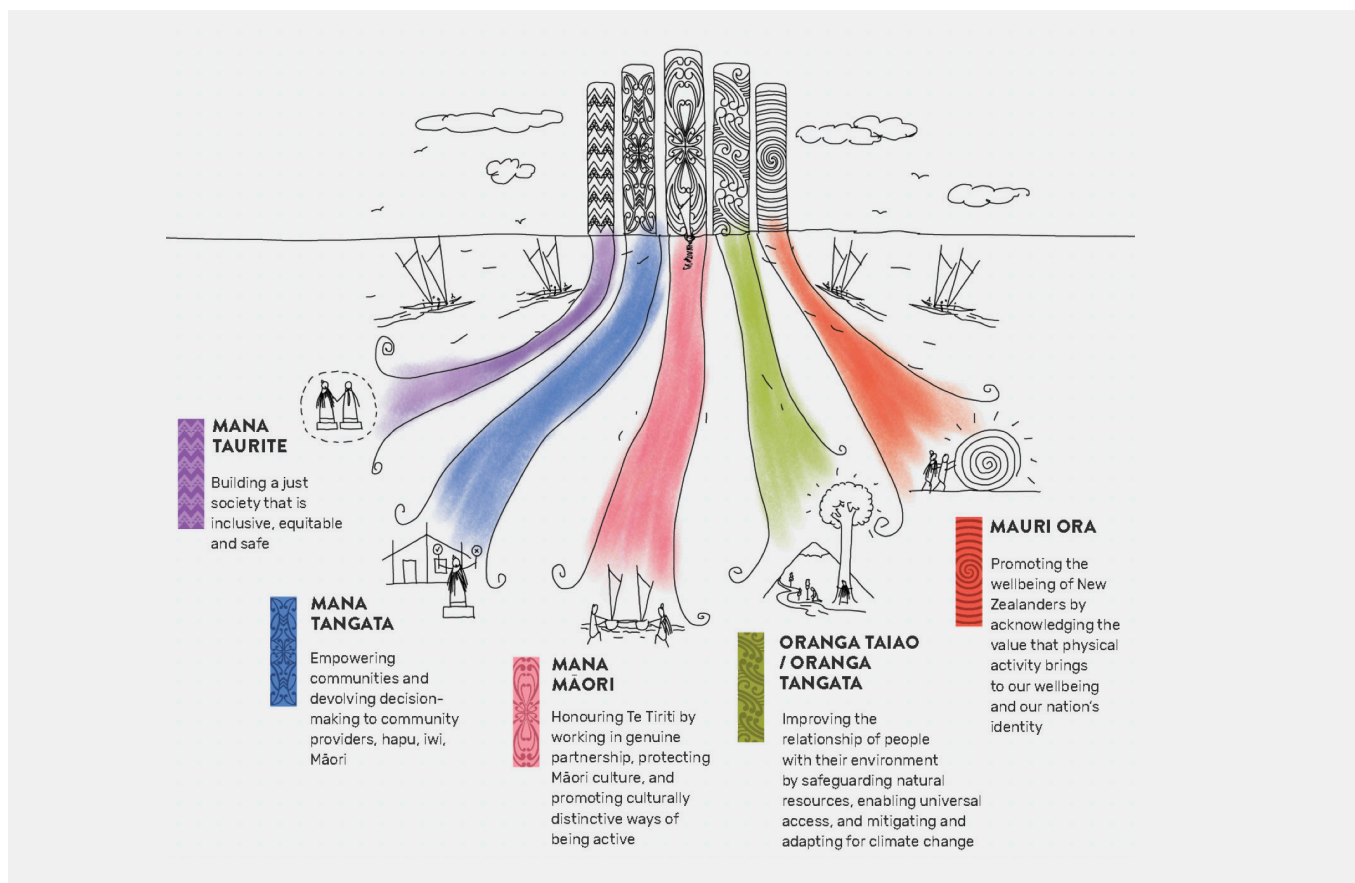 MANA
TAURITE
Building a just
society that is
inclusive, equitable
and safe
MANA
TANGATA
Empowering
communities and
devolving decision-
making to community
providers, hapu, iwi,
Māori
MANA
MĀORI
Honouring Te Tiriti by
working in genuine
partnership, protecting
Māori culture, and
promoting culturally
distinctive ways of
being active
ORANGA TAIAO
/ ORANGA
TANGATA
Improving the
relationship of people
with their environment
by safeguarding natural
resources, enabling universal
access, and mitigating and
adapting for climate change
MAURI ORA
Promoting the
wellbeing of New
Zealanders by
acknowledging the
value that physical
activity brings
to our wellbeing
and our nation's
identity